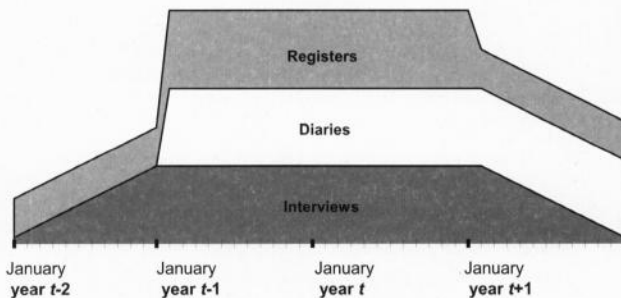 Registers
Diaries
Interviews
January
year t-2
January
year t-1
January
year t
January
year t+1